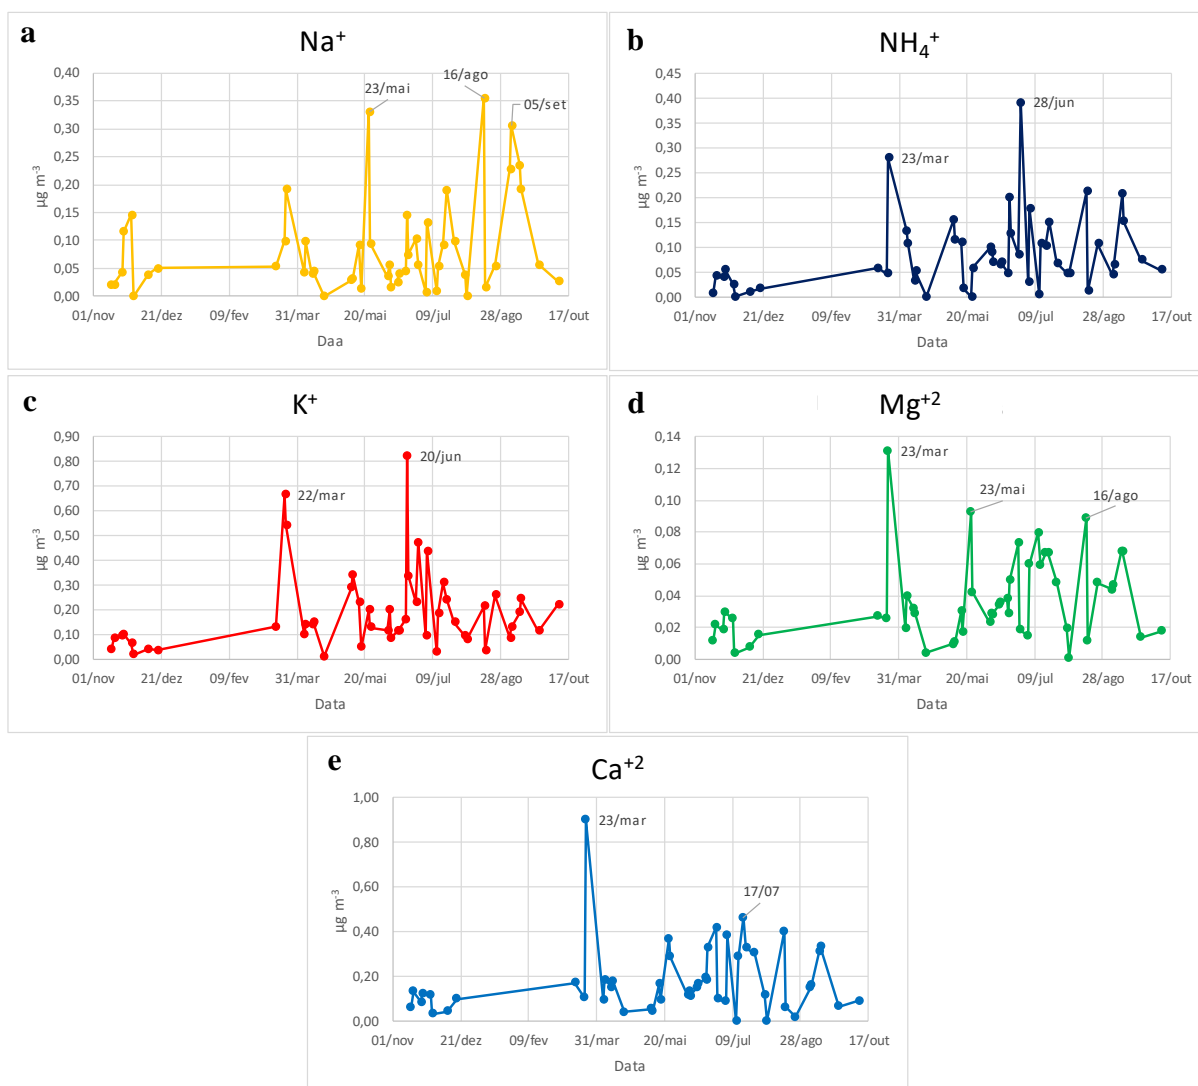 a
Na⁺
0,40
0,35
0,30
0,25
0,20
0,15
0,10
0,05
0,00
µg m⁻³
23/mai
16/ago
05/set
01/nov 21/dez 09/fev 31/mar 20/mai 09/jul 28/ago 17/out
Daa
b
NH₄⁺
0,45
0,40
0,35
0,30
0,25
0,20
0,15
0,10
0,05
0,00
µg m⁻³
23/mar
28/jun
01/nov 21/dez 09/fev 31/mar 20/mai 09/jul 28/ago 17/out
Data
c
K⁺
0,90
0,80
0,70
0,60
0,50
0,40
0,30
0,20
0,10
0,00
µg m⁻³
22/mar
20/jun
01/nov 21/dez 09/fev 31/mar 20/mai 09/jul 28/ago 17/out
Data
d
Mg⁺²
0,14
0,12
0,10
0,08
0,06
0,04
0,02
0,00
µg m⁻³
23/mar
23/mai
16/ago
01/nov 21/dez 09/fev 31/mar 20/mai 09/jul 28/ago 17/out
Data
e
Ca⁺²
1,00
0,80
0,60
0,40
0,20
0,00
µg m⁻³
23/mar
17/07
01/nov 21/dez 09/fev 31/mar 20/mai 09/jul 28/ago 17/out
Data